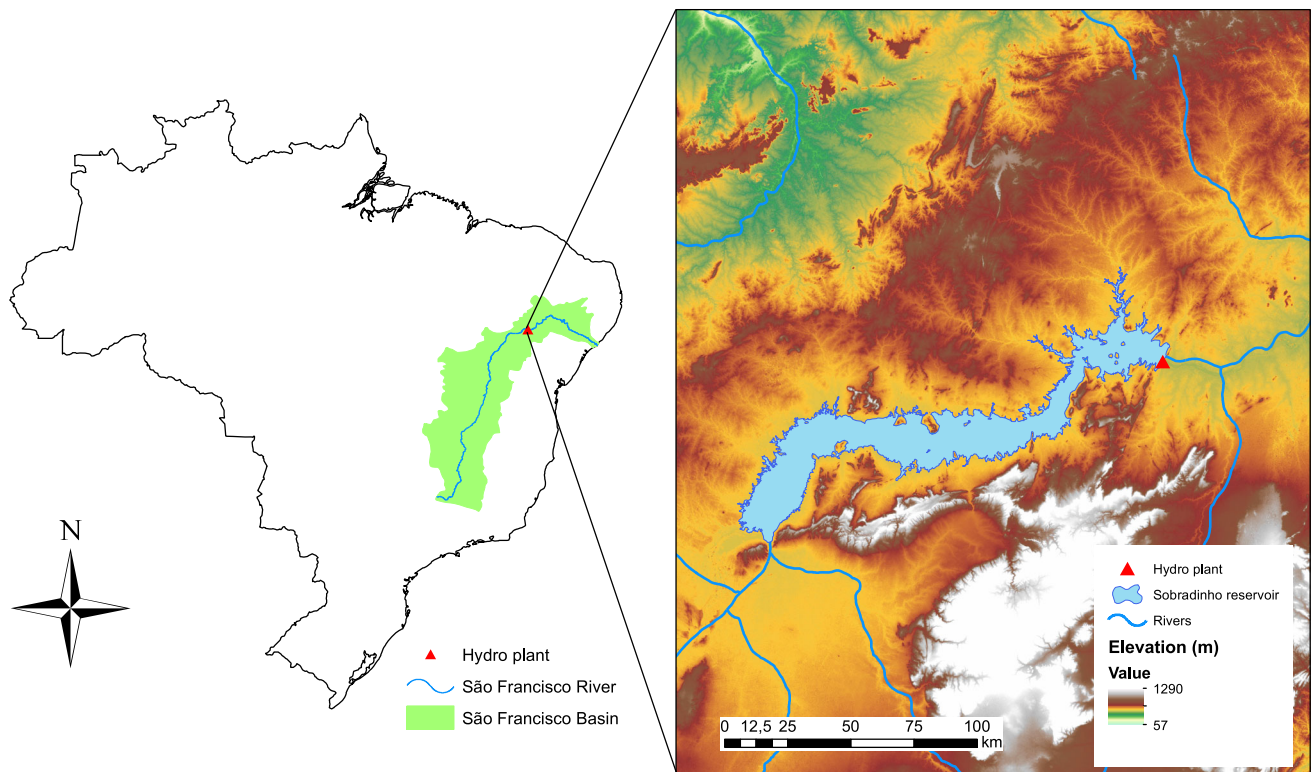 N
Hydro plant
São Francisco River
São Francisco Basin
0 12,5 25 50 75 100
km
Hydro plant
Sobradinho reservoir
Rivers
Elevation (m)
Value
1290
57